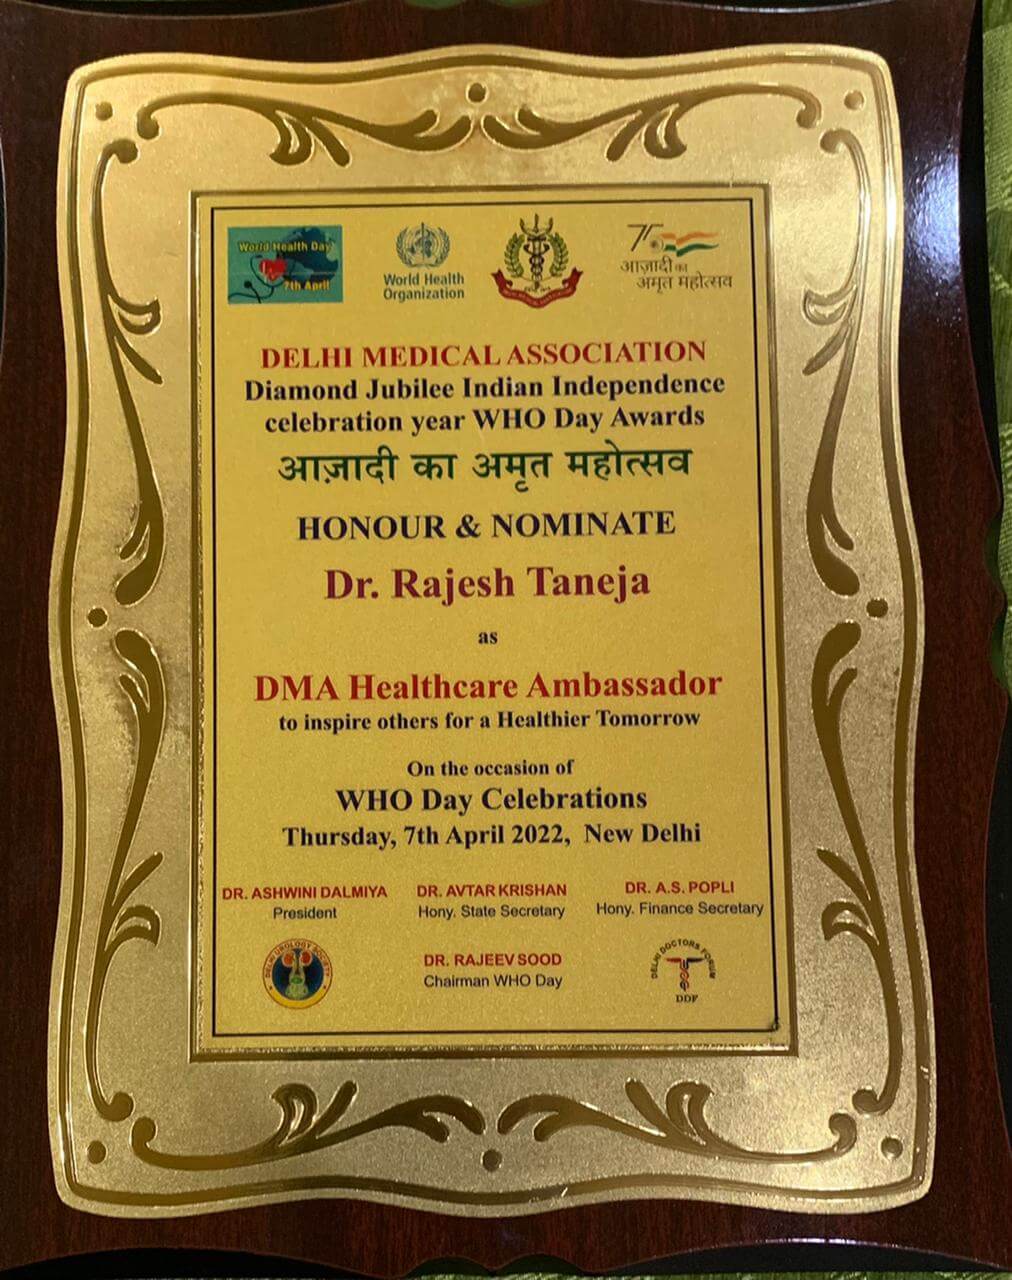 World Health Day
7th April
World Health
Organization
75
आज़ादी का
अमृत महोत्सव
DELHI MEDICAL ASSOCIATION
Diamond Jubilee Indian Independence
celebration year WHO Day Awards
आज़ादी का अमृत महोत्सव
HONOUR & NOMINATE
Dr. Rajesh Taneja
as
DMA Healthcare Ambassador
to inspire others for a Healthier Tomorrow
On the occasion of
WHO Day Celebrations
Thursday, 7th April 2022, New Delhi
DR. ASHWINI DALMIYA DR. AVTAR KRISHAN DR. A.S. POPLI
President Hony. State Secretary Hony. Finance Secretary
DELHI UROLOGY SOCIETY
DR. RAJEEV SOOD
Chairman WHO Day
DELHI DOCTORS FORUM
DDF